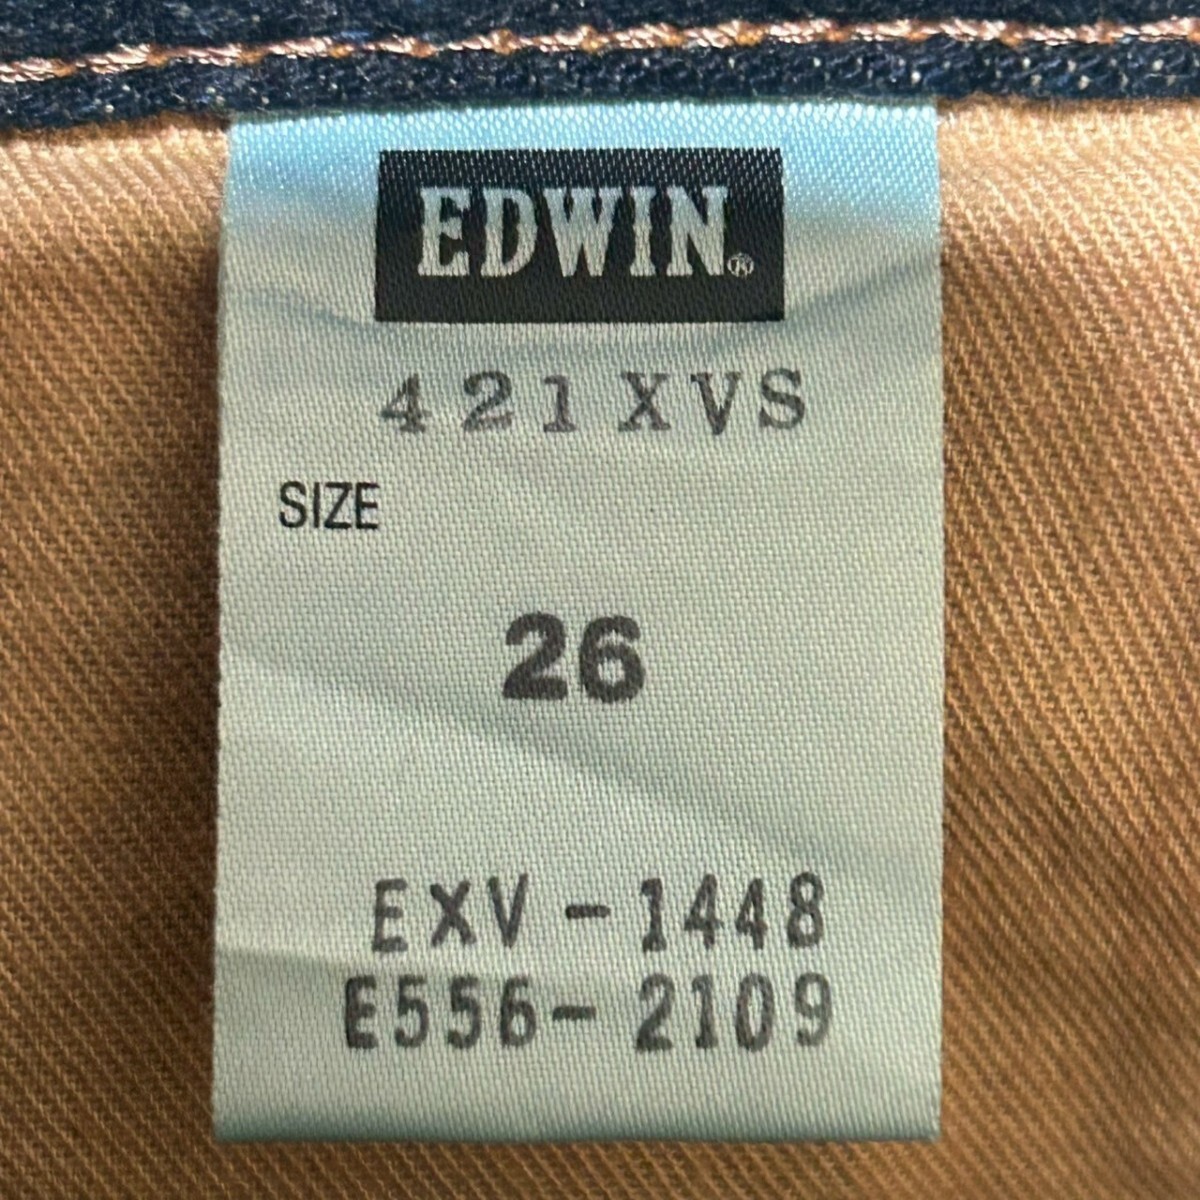 EDWIN®
421XVS
SIZE
26
EXV-1448
E556-2109